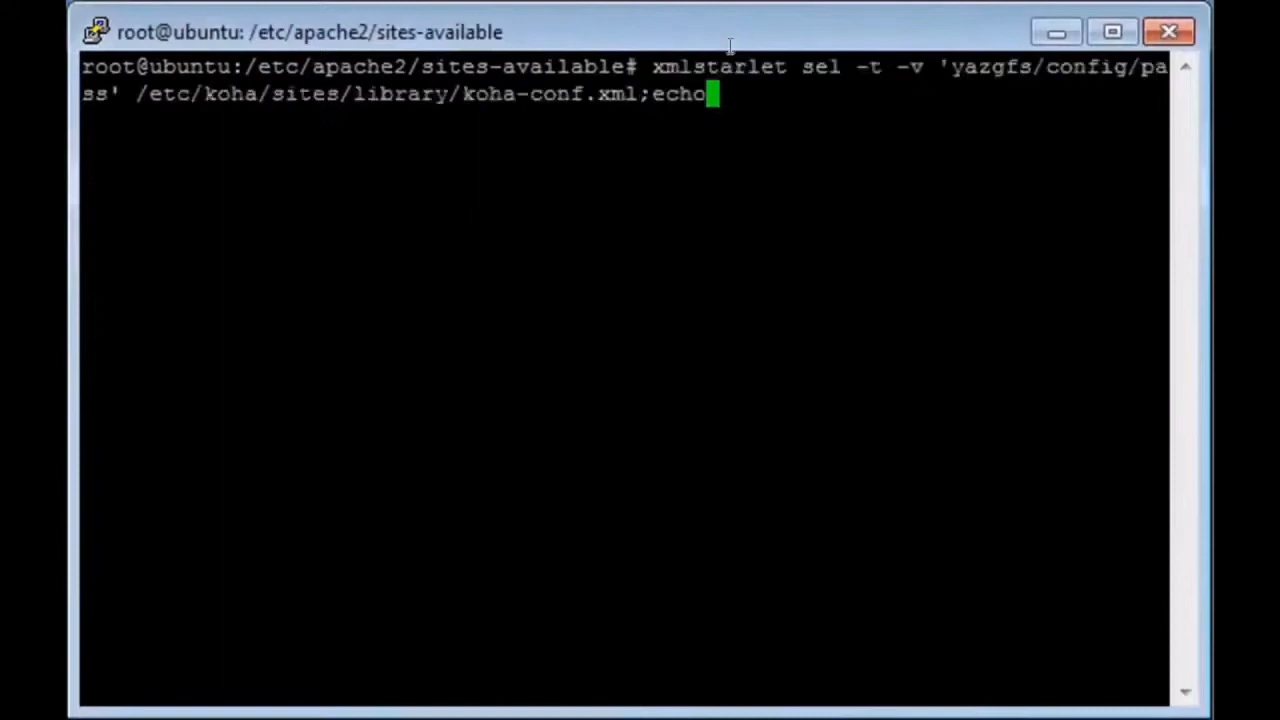 root@ubuntu: /etc/apache2/sites-available
root@ubuntu:/etc/apache2/sites-available# xmlstarlet sel -t -v 'yazgfs/config/pa
ss' /etc/koha/sites/library/koha-conf.xml;echo